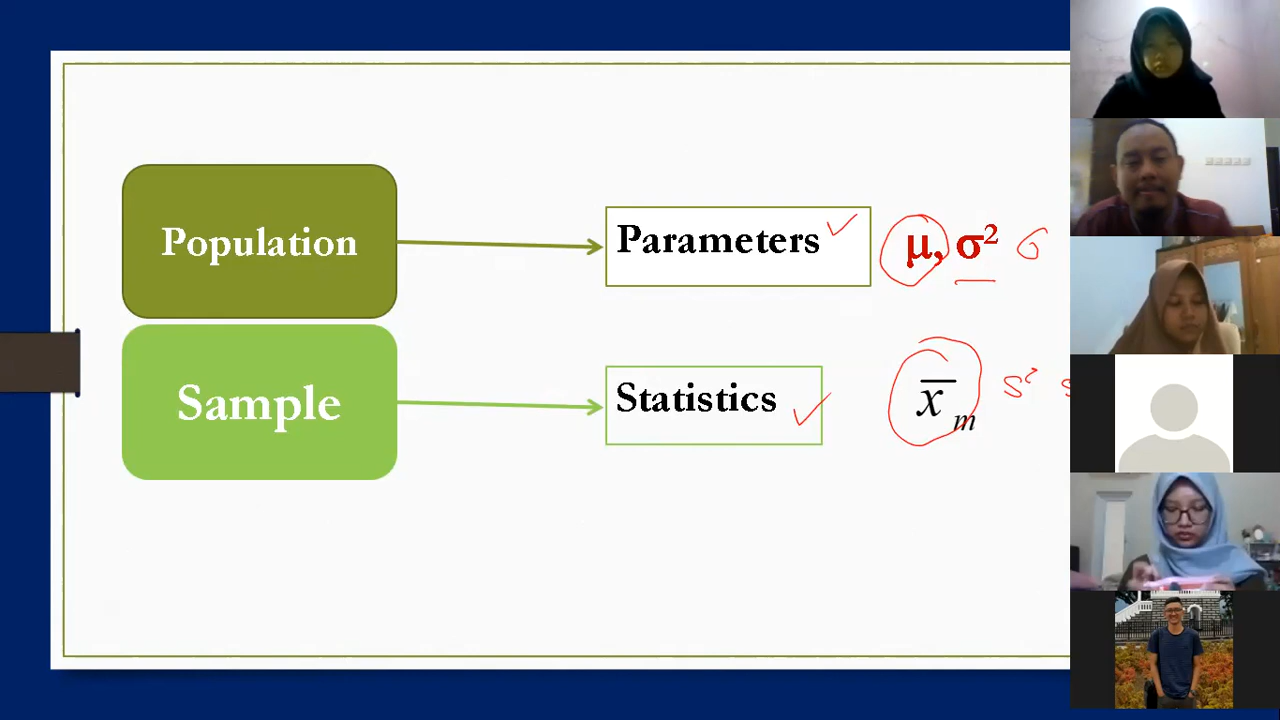 Population
Parameters
μ, σ² σ
Sample
Statistics
x̄ m s² s